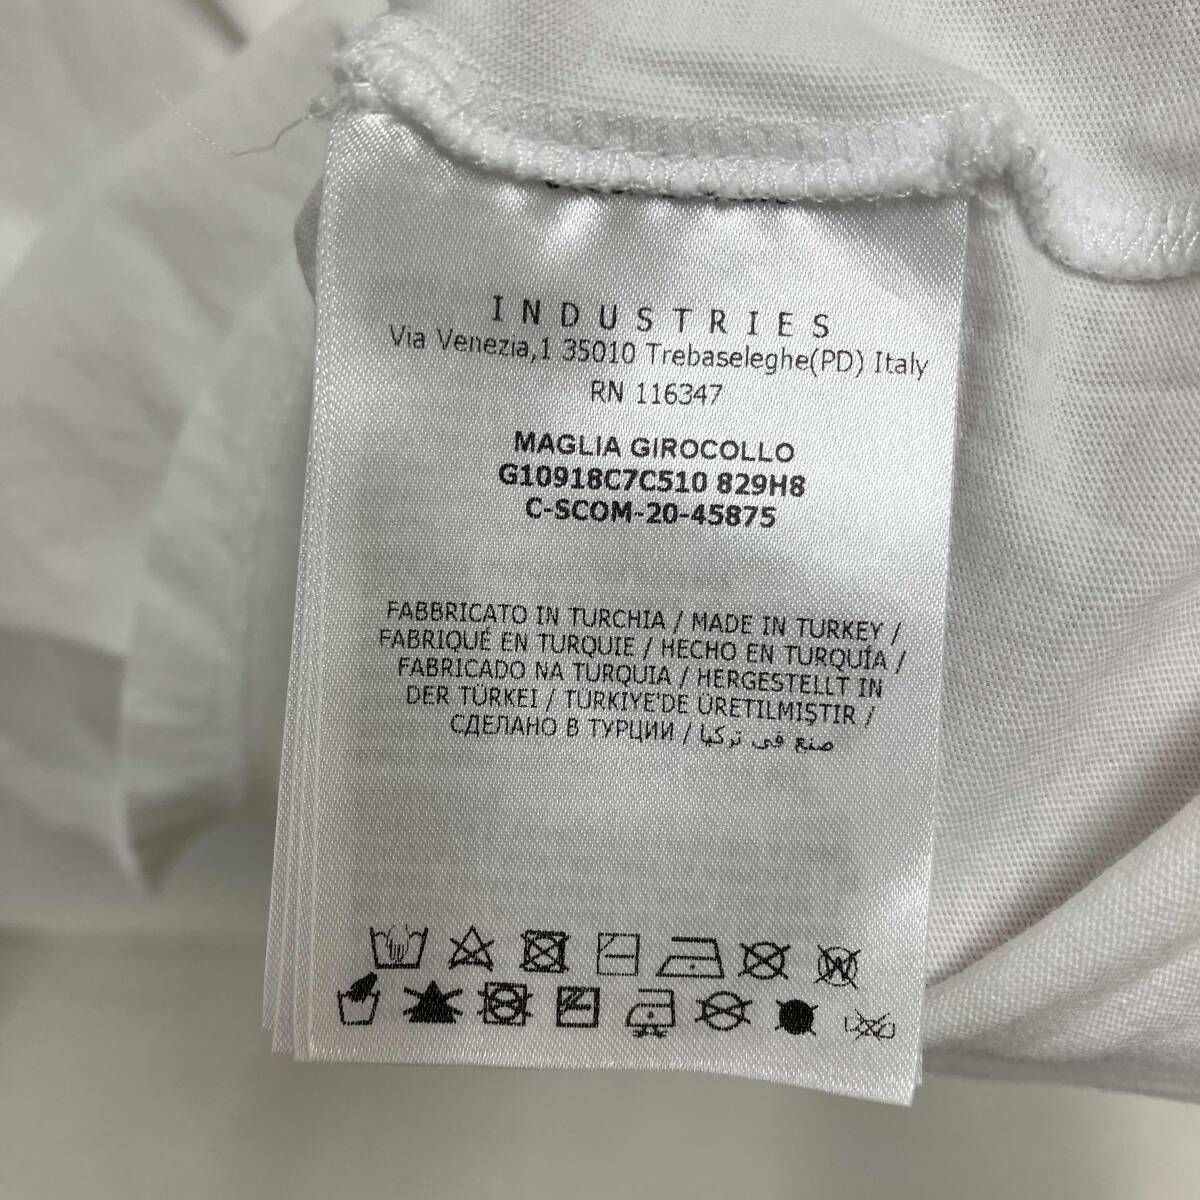 INDUSTRIES
Via Venezia,1 35010 Trebaseleghe(PD) Italy
RN 116347
MAGLIA GIROCOLLO
G10918C7C510 829H8
C-SCOM-20-45875
FABBRICATO IN TURCHIA / MADE IN TURKEY /
FABRIQUÉ EN TURQUIE / HECHO EN TURQUÍA /
FABRICADO NA TURQUIA / HERGESTELLT IN
DER TÜRKEI / TÜRKIYE'DE ÜRETILMIŞTIR /
СДЕЛАНО В ТУРЦИИ / صنع في تركيا
W